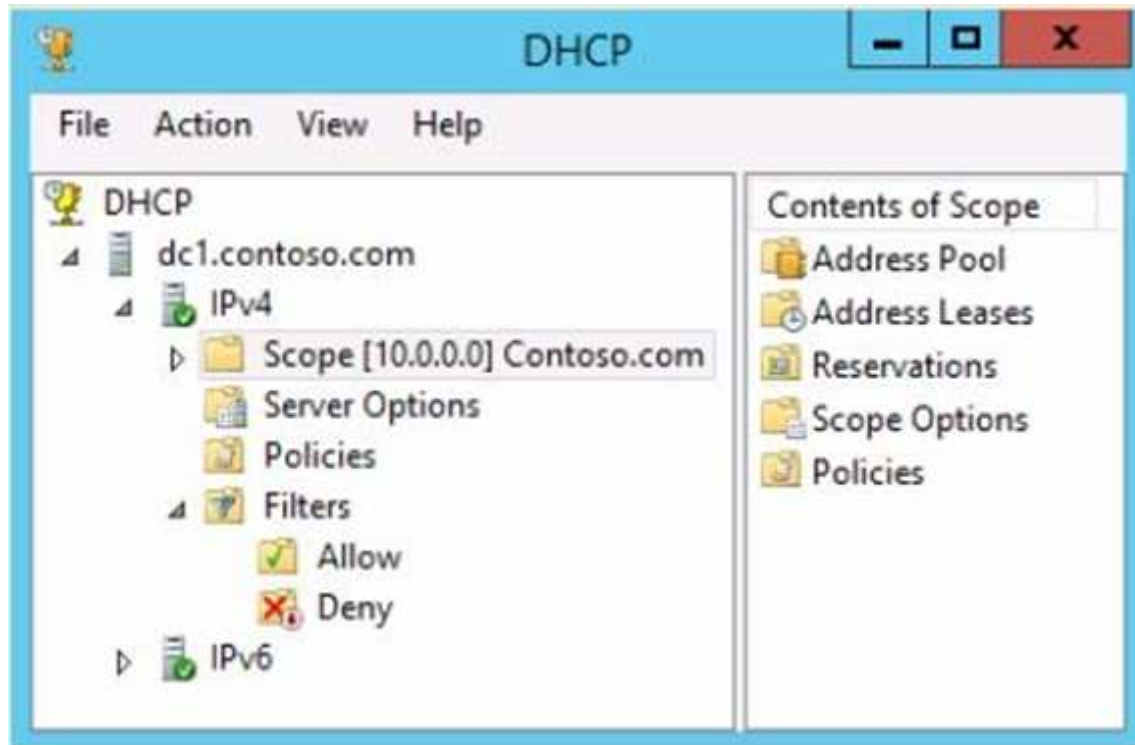 DHCP
File Action View Help
DHCP
dc1.contoso.com
IPv4
Scope [10.0.0.0] Contoso.com
Server Options
Policies
Filters
Allow
Deny
IPv6
Contents of Scope
Address Pool
Address Leases
Reservations
Scope Options
Policies